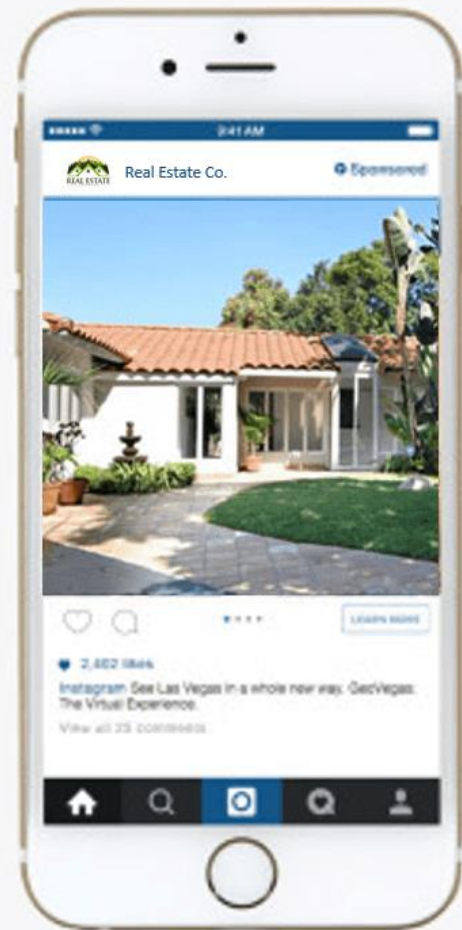 9:41 AM
REAL ESTATE
Real Estate Co.
Sponsored
LEARN MORE
2,402 likes
Instagram See Las Vegas in a whole new way. GeoVegas:
The Virtual Experience.
View all 25 comments